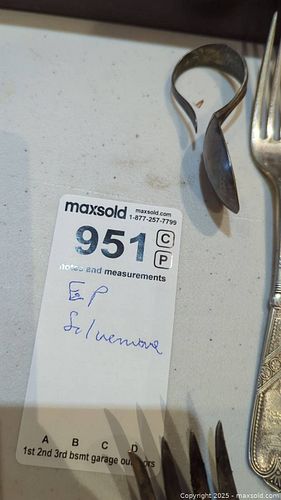 maxsold maxsold.com
1-877-257-7799
951 C
P
notes and measurements
EP
Silverware
A B C D
1st 2nd 3rd bsmt garage outdoors
Copyright 2025 - maxsold.com